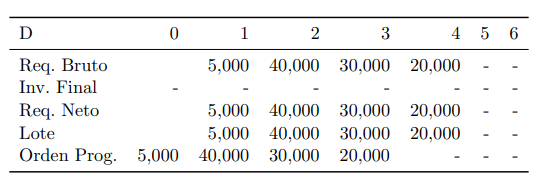 D 0 1 2 3 4 5 6
Req. Bruto 5,000 40,000 30,000 20,000 - -
Inv. Final - - - - - - -
Req. Neto 5,000 40,000 30,000 20,000 - -
Lote 5,000 40,000 30,000 20,000 - -
Orden Prog. 5,000 40,000 30,000 20,000 - - -